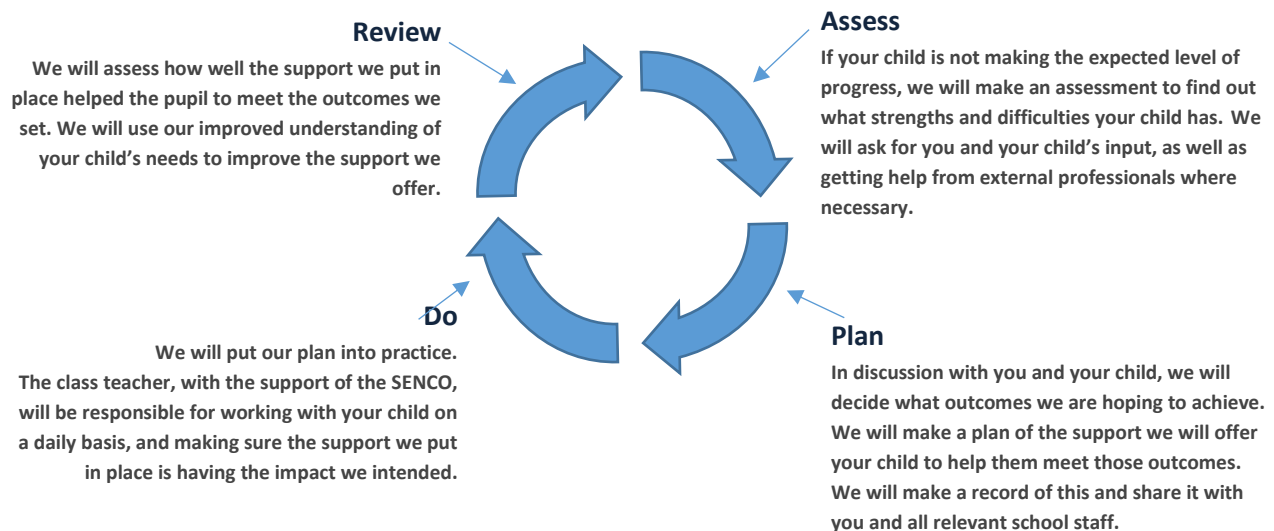 Review
We will assess how well the support we put in
place helped the pupil to meet the outcomes we
set. We will use our improved understanding of
your child's needs to improve the support we
offer.
Assess
If your child is not making the expected level of
progress, we will make an assessment to find out
what strengths and difficulties your child has. We
will ask for you and your child's input, as well as
getting help from external professionals where
necessary.
Do
We will put our plan into practice.
The class teacher, with the support of the SENCO,
will be responsible for working with your child on
a daily basis, and making sure the support we put
in place is having the impact we intended.
Plan
In discussion with you and your child, we will
decide what outcomes we are hoping to achieve.
We will make a plan of the support we will offer
your child to help them meet those outcomes.
We will make a record of this and share it with
you and all relevant school staff.